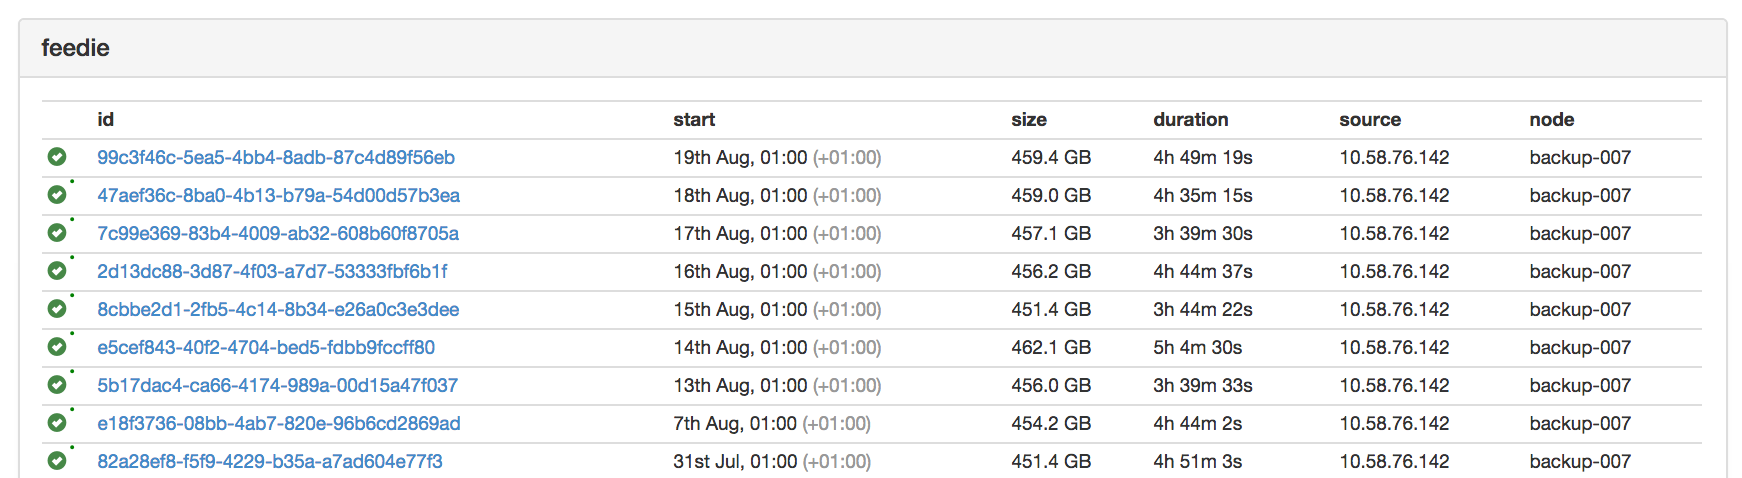 feedie
id start size duration source node
99c3f46c-5ea5-4bb4-8adb-87c4d89f56eb 19th Aug, 01:00 (+01:00) 459.4 GB 4h 49m 19s 10.58.76.142 backup-007
47aef36c-8ba0-4b13-b79a-54d00d57b3ea 18th Aug, 01:00 (+01:00) 459.0 GB 4h 35m 15s 10.58.76.142 backup-007
7c99e369-83b4-4009-ab32-608b60f8705a 17th Aug, 01:00 (+01:00) 457.1 GB 3h 39m 30s 10.58.76.142 backup-007
2d13dc88-3d87-4f03-a7d7-53333fbf6b1f 16th Aug, 01:00 (+01:00) 456.2 GB 4h 44m 37s 10.58.76.142 backup-007
8cbbe2d1-2fb5-4c14-8b34-e26a0c3e3dee 15th Aug, 01:00 (+01:00) 451.4 GB 3h 44m 22s 10.58.76.142 backup-007
e5cef843-40f2-4704-bed5-fdbb9fccff80 14th Aug, 01:00 (+01:00) 462.1 GB 5h 4m 30s 10.58.76.142 backup-007
5b17dac4-ca66-4174-989a-00d15a47f037 13th Aug, 01:00 (+01:00) 456.0 GB 3h 39m 33s 10.58.76.142 backup-007
e18f3736-08bb-4ab7-820e-96b6cd2869ad 7th Aug, 01:00 (+01:00) 454.2 GB 4h 44m 2s 10.58.76.142 backup-007
82a28ef8-f5f9-4229-b35a-a7ad604e77f3 31st Jul, 01:00 (+01:00) 451.4 GB 4h 51m 3s 10.58.76.142 backup-007